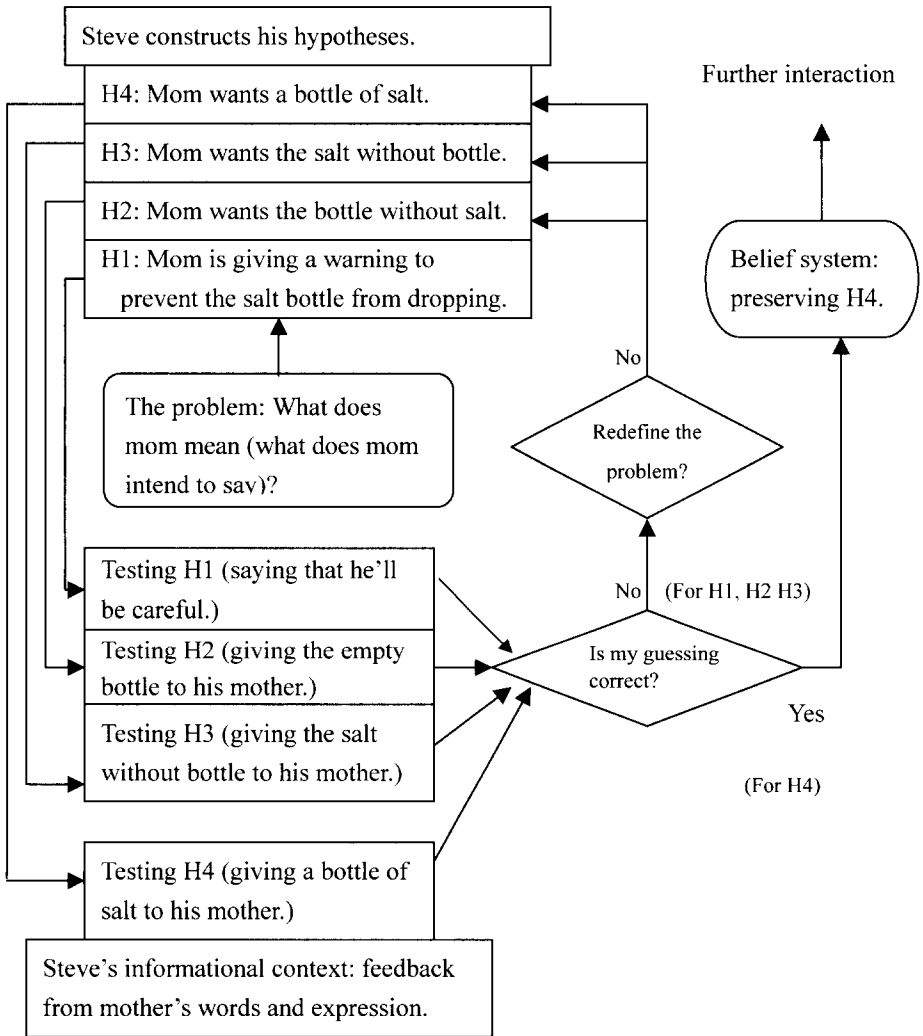 Steve constructs his hypotheses.
H4: Mom wants a bottle of salt.
H3: Mom wants the salt without bottle.
H2: Mom wants the bottle without salt.
H1: Mom is giving a warning to
prevent the salt bottle from dropping.
Further interaction
Belief system:
preserving H4.
The problem: What does
mom mean (what does mom
intend to say)?
No
Redefine the
problem?
Testing H1 (saying that he'll
be careful.)
Testing H2 (giving the empty
bottle to his mother.)
Testing H3 (giving the salt
without bottle to his mother.)
No
(For H1, H2 H3)
Is my guessing
correct?
Yes
(For H4)
Testing H4 (giving a bottle of
salt to his mother.)
Steve's informational context: feedback
from mother's words and expression.